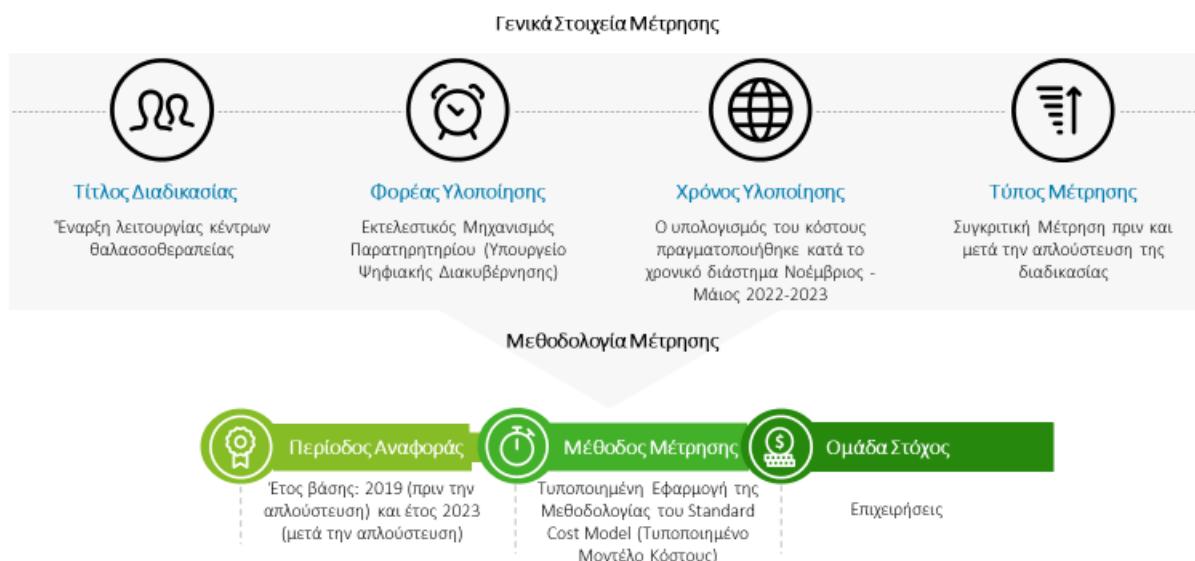 Γενικά Στοιχεία Μέτρησης
Τίτλος Διαδικασίας
Έναρξη λειτουργίας κέντρων
θαλασσοθεραπείας
Φορέας Υλοποίησης
Εκτελεστικός Μηχανισμός
Παρατηρητηρίου (Υπουργείο
Ψηφιακής Διακυβέρνησης)
Χρόνος Υλοποίησης
Ο υπολογισμός του κόστους
πραγματοποιήθηκε κατά το
χρονικό διάστημα Νοέμβριος -
Μάιος 2022-2023
Τύπος Μέτρησης
Συγκριτική Μέτρηση πριν και
μετά την απλούστευση της
διαδικασίας
Μεθοδολογία Μέτρησης
Περίοδος Αναφοράς
Έτος βάσης: 2019 (πριν την
απλούστευση) και έτος 2023
(μετά την απλούστευση)
Μέθοδος Μέτρησης
Τυποποιημένη Εφαρμογή της
Μεθοδολογίας του Standard
Cost Model (Τυποποιημένο
Μοντέλο Κόστους)
Ομάδα Στόχος
Επιχειρήσεις